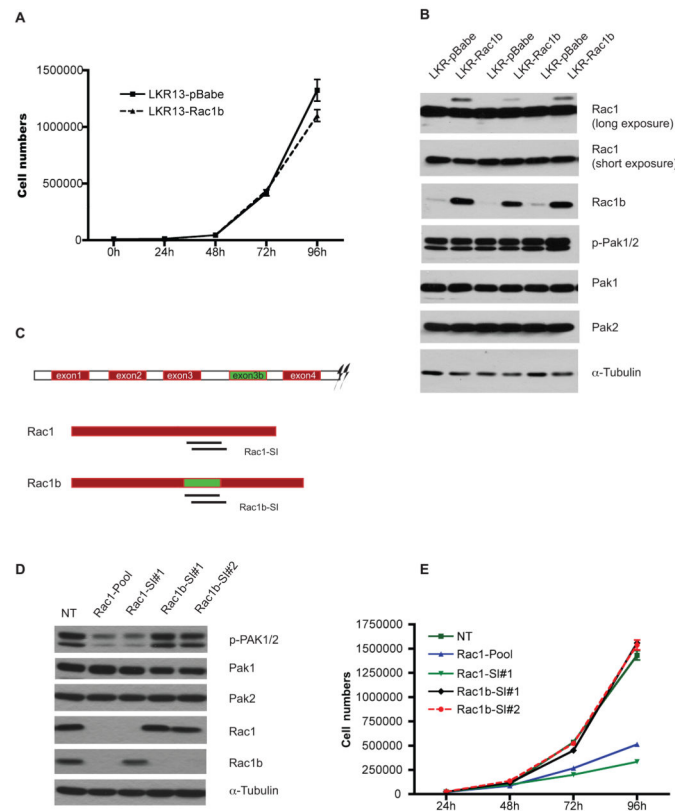 A
1500000
1000000
500000
0
Cell numbers
LKR13-pBabe
LKR13-Rac1b
0h 24h 48h 72h 96h
B
LKR-pBabe LKR-Rac1b LKR-pBabe LKR-Rac1b LKR-pBabe LKR-Rac1b
Rac1
(long exposure)
Rac1
(short exposure)
Rac1b
p-Pak1/2
Pak1
Pak2
α-Tubulin
C
exon1 exon2 exon3 exon3b exon4
Rac1
Rac1-SI
Rac1b
Rac1b-SI
D
NT Rac1-Pool Rac1-SI#1 Rac1b-SI#1 Rac1b-SI#2
p-PAK1/2
Pak1
Pak2
Rac1
Rac1b
α-Tubulin
E
1750000
1500000
1250000
1000000
750000
500000
250000
0
Cell numbers
NT
Rac1-Pool
Rac1-SI#1
Rac1b-SI#1
Rac1b-SI#2
24h 48h 72h 96h